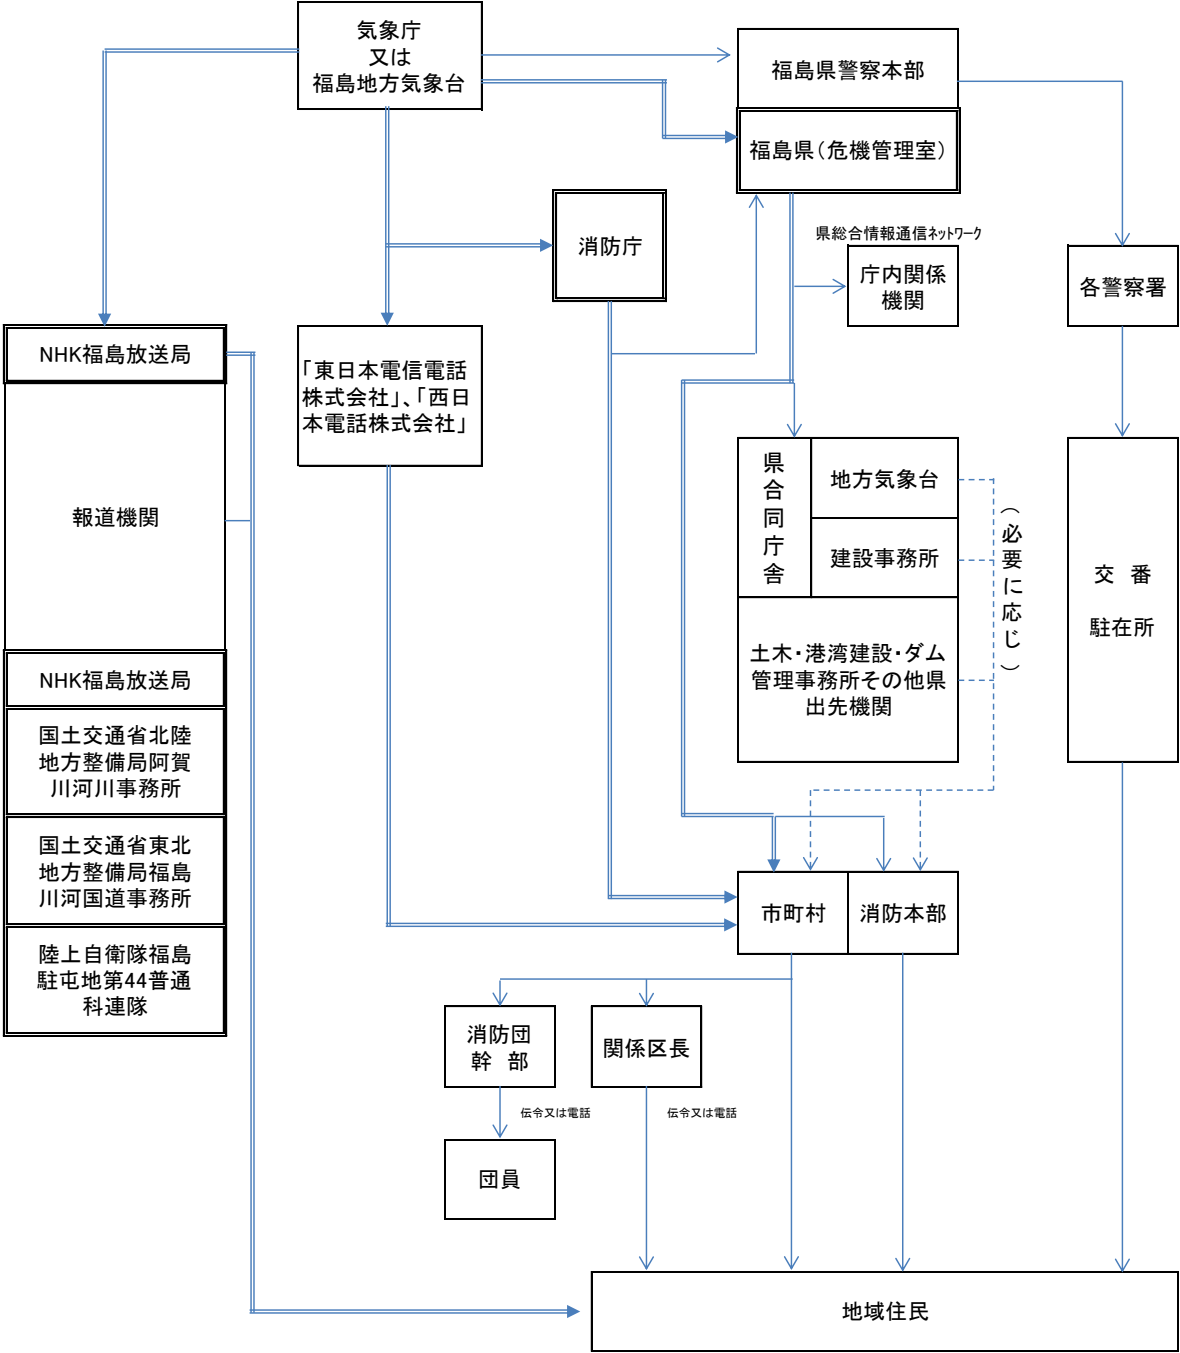 気象庁
又は
福島地方気象台
福島県警察本部
福島県（危機管理室）
消防庁
県総合情報通信ネットワーク
庁内関係
機関
各警察署
NHK福島放送局
「東日本電信電話
株式会社」、「西日
本電話株式会社」
報道機関
県合同庁舎
地方気象台
建設事務所
（必要に応じ）
土木・港湾建設・ダム
管理事務所その他県
出先機関
交　番
駐在所
NHK福島放送局
国土交通省北陸
地方整備局阿賀
川河川事務所
国土交通省東北
地方整備局福島
川河国道事務所
陸上自衛隊福島
駐屯地第44普通
科連隊
市町村
消防本部
消防団
幹　部
関係区長
伝令又は電話
伝令又は電話
団員
地域住民